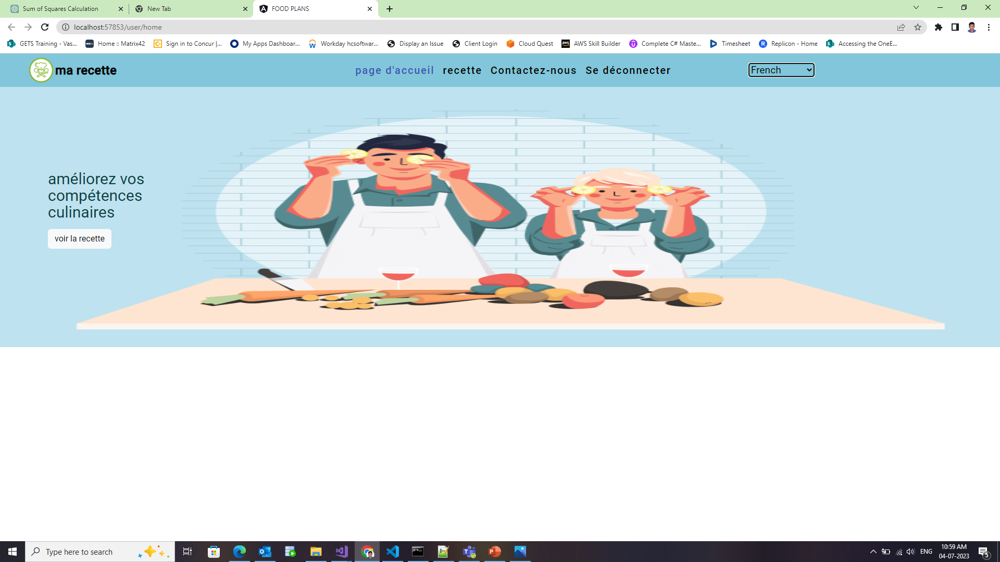 Sum of Squares Calculation
New Tab
FOOD PLANS
localhost:57853/user/home
GETS Training - Vas...
Home :: Matrix42
Sign in to Concur |...
My Apps Dashboar...
Workday hcsoftwar...
Display an Issue
Client Login
Cloud Quest
aws
AWS Skill Builder
Complete C# Maste...
Timesheet
R
Replicon - Home
Accessing the OneE...
ma recette
page d'accueil
recette
Contactez-nous
Se déconnecter
French
améliorez vos
compétences
culinaires
voir la recette
Type here to search
ENG
10:59 AM
04-07-2023
5